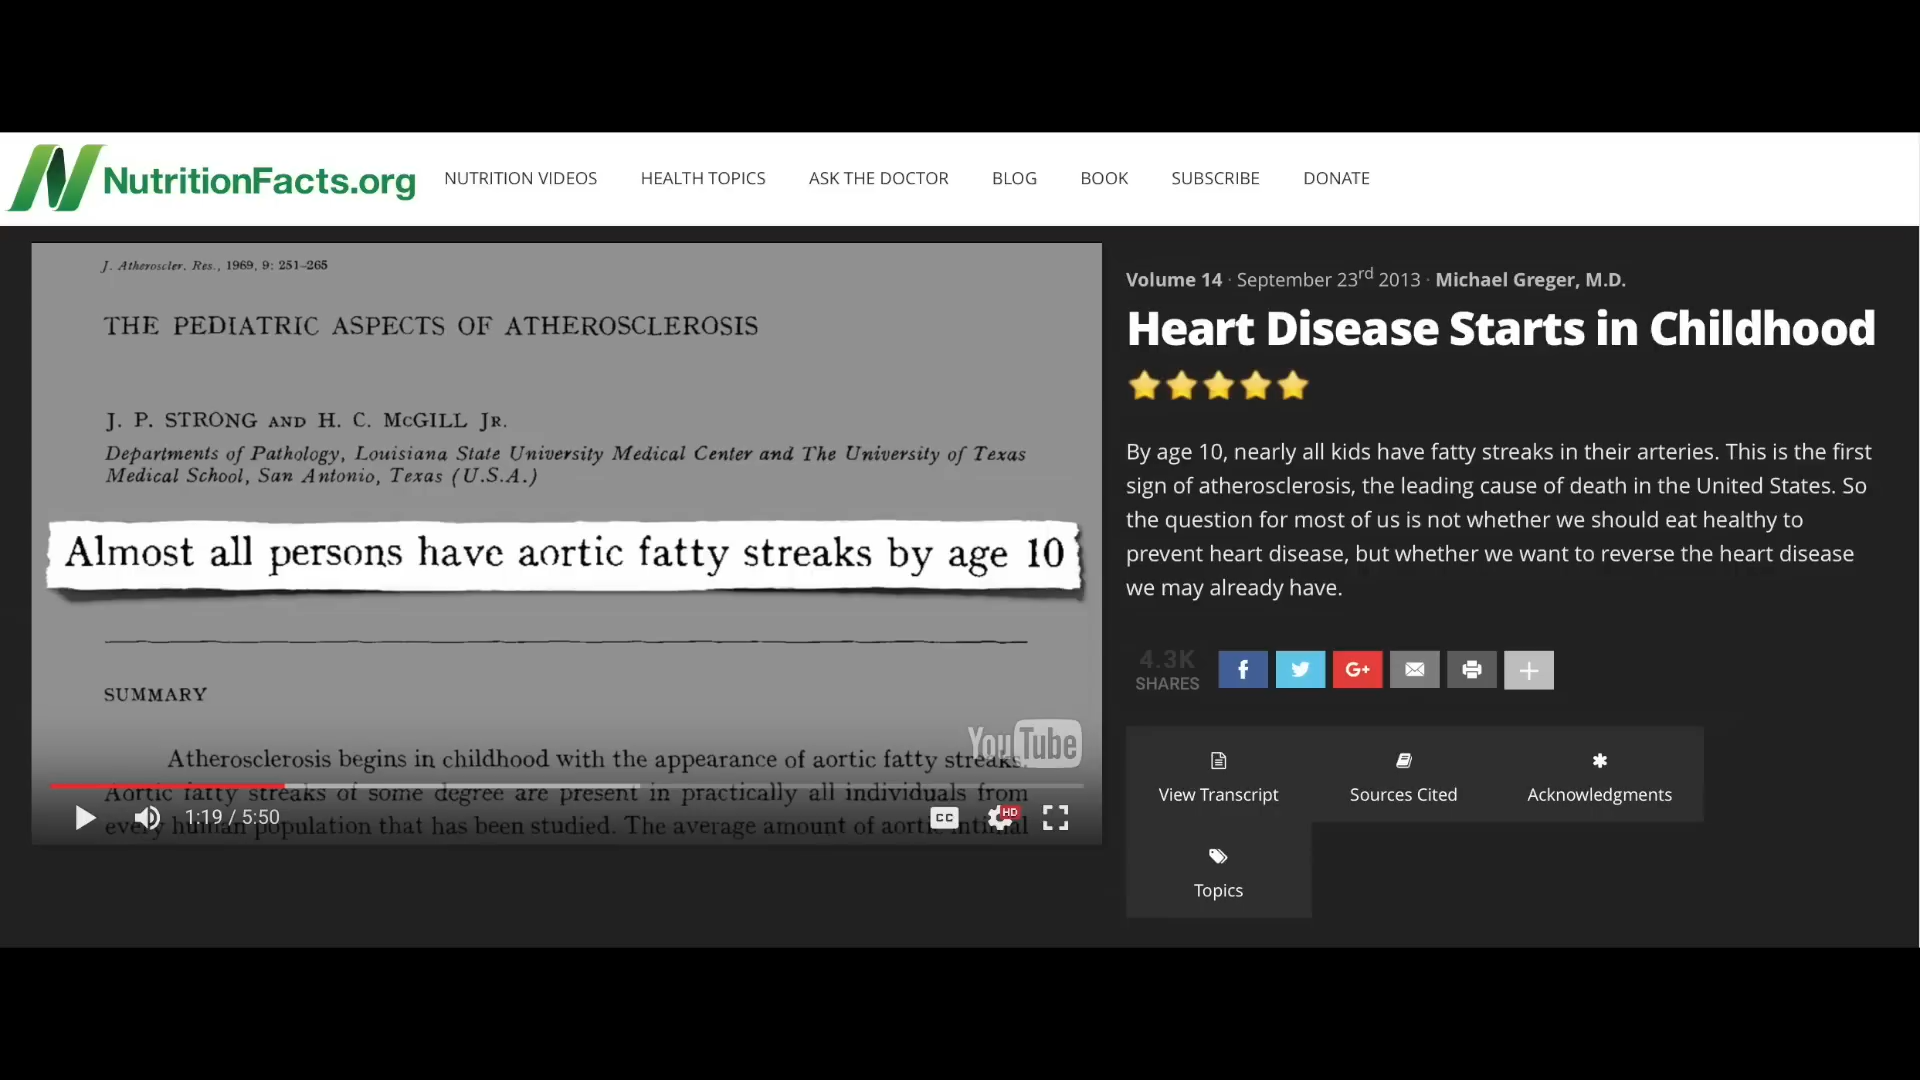 NutritionFacts.org
NUTRITION VIDEOS
HEALTH TOPICS
ASK THE DOCTOR
BLOG
BOOK
SUBSCRIBE
DONATE
J. Atheroscler. Res., 1969, 9: 251–265
THE PEDIATRIC ASPECTS OF ATHEROSCLEROSIS
J. P. STRONG AND H. C. McGILL JR.
Departments of Pathology, Louisiana State University Medical Center and The University of Texas
Medical School, San Antonio, Texas (U.S.A.)
Almost all persons have aortic fatty streaks by age 10
SUMMARY
Atherosclerosis begins in childhood with the appearance of aortic fatty streaks.
Aortic fatty streaks of some degree are present in practically all individuals from
every human population that has been studied. The average amount of aortic intimal
YouTube
1:19 / 5:50
CC
HD
Volume 14 · September 23rd 2013 · Michael Greger, M.D.
Heart Disease Starts in Childhood
By age 10, nearly all kids have fatty streaks in their arteries. This is the first
sign of atherosclerosis, the leading cause of death in the United States. So
the question for most of us is not whether we should eat healthy to
prevent heart disease, but whether we want to reverse the heart disease
we may already have.
4.3K
SHARES
f
G+
View Transcript
Sources Cited
Acknowledgments
Topics